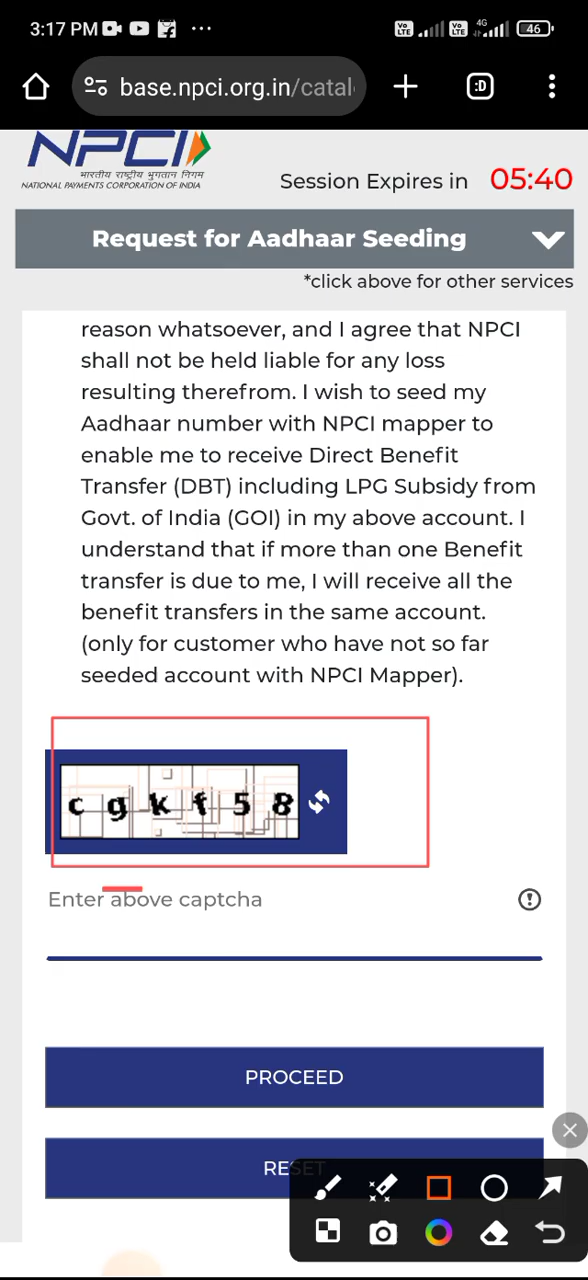 3:17 PM
Vo LTE
Vo LTE
4G
46
base.npci.org.in/catal
:D
NPCI
भारतीय राष्ट्रीय भुगतान निगम
NATIONAL PAYMENTS CORPORATION OF INDIA
Session Expires in 05:40
Request for Aadhaar Seeding
*click above for other services
reason whatsoever, and I agree that NPCI
shall not be held liable for any loss
resulting therefrom. I wish to seed my
Aadhaar number with NPCI mapper to
enable me to receive Direct Benefit
Transfer (DBT) including LPG Subsidy from
Govt. of India (GOI) in my above account. I
understand that if more than one Benefit
transfer is due to me, I will receive all the
benefit transfers in the same account.
(only for customer who have not so far
seeded account with NPCI Mapper).
c g k f 5 8
Enter above captcha
PROCEED
RESET